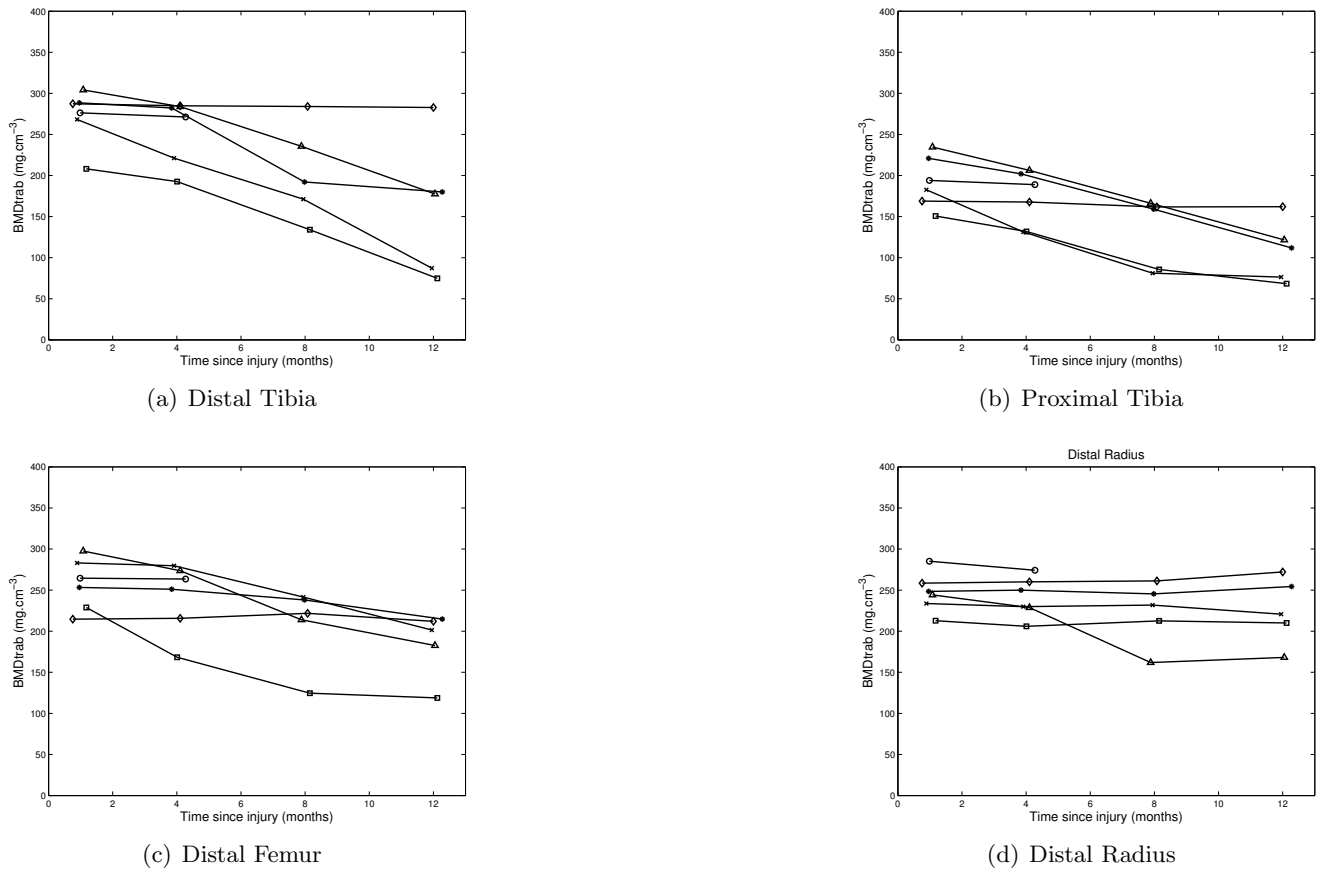 400
350
300
250
200
150
100
50
0
BMDtrab (mg.cm−3)
0 2 4 6 8 10 12
Time since injury (months)
(a) Distal Tibia
400
350
300
250
200
150
100
50
0
BMDtrab (mg.cm−3)
0 2 4 6 8 10 12
Time since injury (months)
(b) Proximal Tibia
400
350
300
250
200
150
100
50
0
BMDtrab (mg.cm−3)
0 2 4 6 8 10 12
Time since injury (months)
(c) Distal Femur
Distal Radius
400
350
300
250
200
150
100
50
0
BMDtrab (mg.cm−3)
0 2 4 6 8 10 12
Time since injury (months)
(d) Distal Radius